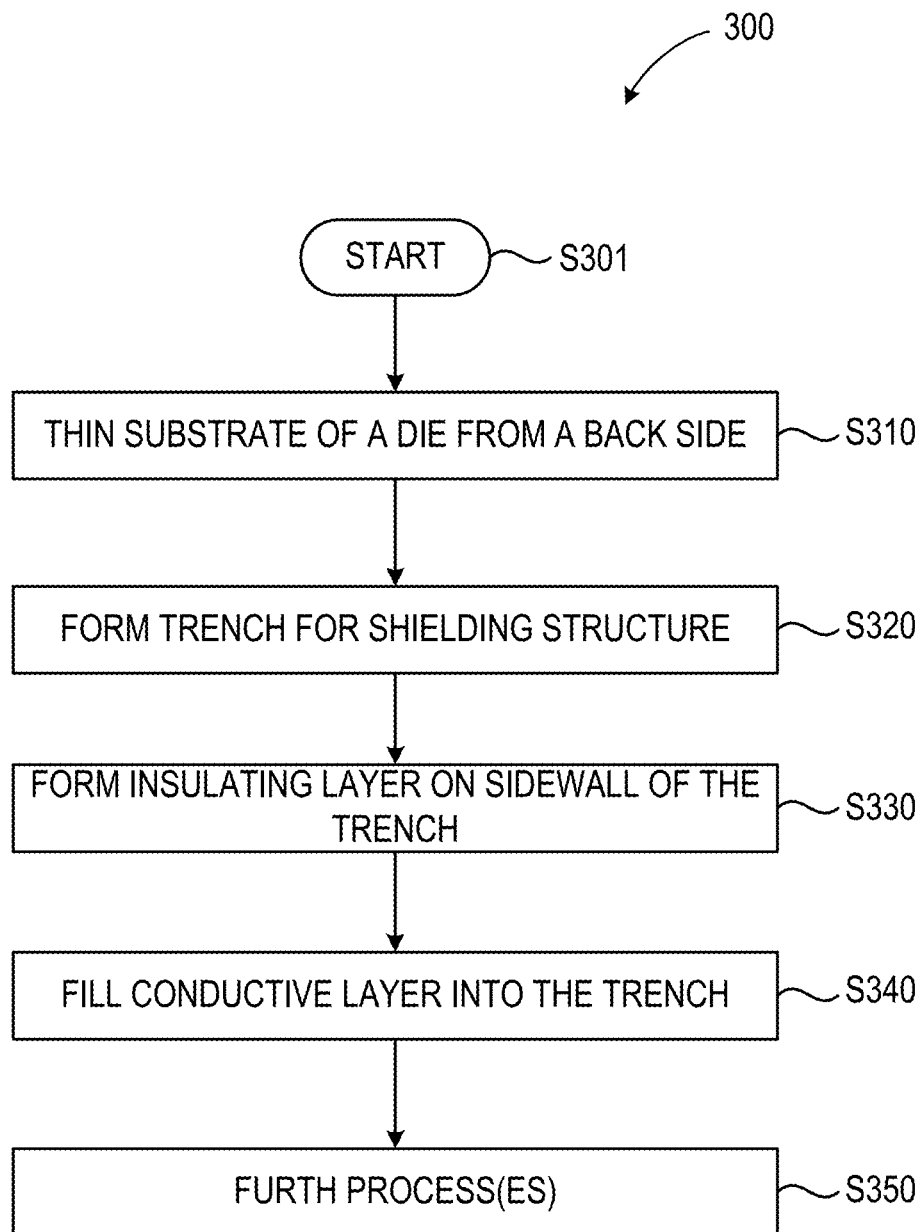 300
START
S301
THIN SUBSTRATE OF A DIE FROM A BACK SIDE
S310
FORM TRENCH FOR SHIELDING STRUCTURE
S320
FORM INSULATING LAYER ON SIDEWALL OF THE
TRENCH
S330
FILL CONDUCTIVE LAYER INTO THE TRENCH
S340
FURTH PROCESS(ES)
S350